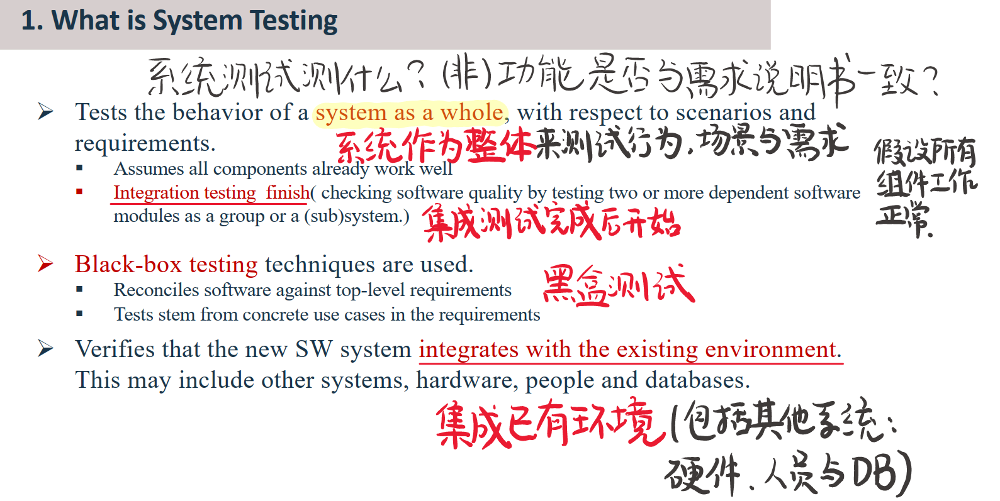 1. What is System Testing
系统测试测什么？(非)功能是否与需求说明书一致？
➢ Tests the behavior of a system as a whole, with respect to scenarios and
requirements.
系统作为整体来测试行为，场景与需求
▪ Assumes all components already work well
假设所有
组件工作
正常.
▪ Integration testing finish( checking software quality by testing two or more dependent software
modules as a group or a (sub)system.)
集成测试完成后开始
➢ Black-box testing techniques are used.
黑盒测试
▪ Reconciles software against top-level requirements
▪ Tests stem from concrete use cases in the requirements
➢ Verifies that the new SW system integrates with the existing environment.
This may include other systems, hardware, people and databases.
集成已有环境(包括其他系统：
硬件、人员与DB)